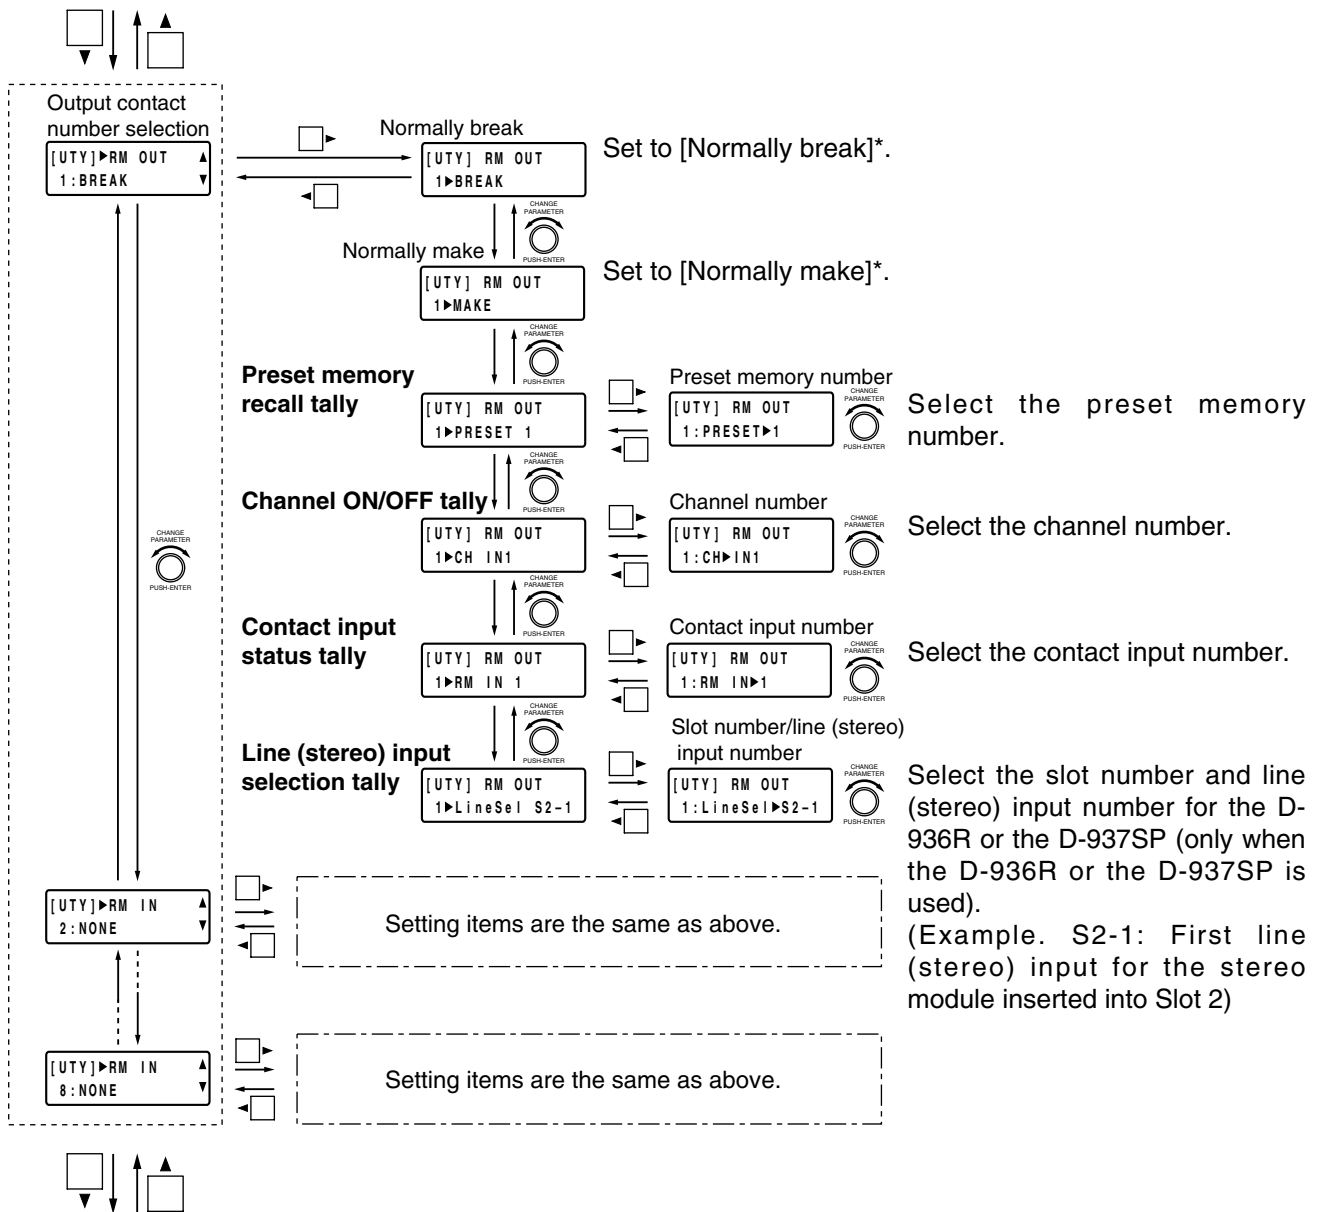 Output contact
number selection
[UTY]▶RM OUT ▲
1:BREAK ▼
Normally break
[UTY] RM OUT
1▶BREAK
Set to [Normally break]*.
CHANGE
PARAMETER
PUSH-ENTER
Normally make
[UTY] RM OUT
1▶MAKE
Set to [Normally make]*.
CHANGE
PARAMETER
PUSH-ENTER
Preset memory
recall tally
[UTY] RM OUT
1▶PRESET 1
Preset memory number
[UTY] RM OUT
1:PRESET▶1
CHANGE
PARAMETER
PUSH-ENTER
Select the preset memory
number.
CHANGE
PARAMETER
PUSH-ENTER
Channel ON/OFF tally
[UTY] RM OUT
1▶CH IN1
Channel number
[UTY] RM OUT
1:CH▶IN1
CHANGE
PARAMETER
PUSH-ENTER
Select the channel number.
CHANGE
PARAMETER
PUSH-ENTER
CHANGE
PARAMETER
PUSH-ENTER
Contact input
status tally
[UTY] RM OUT
1▶RM IN 1
Contact input number
[UTY] RM OUT
1:RM IN▶1
CHANGE
PARAMETER
PUSH-ENTER
Select the contact input number.
CHANGE
PARAMETER
PUSH-ENTER
Line (stereo) input
selection tally
[UTY] RM OUT
1▶LineSel S2-1
Slot number/line (stereo)
input number
[UTY] RM OUT
1:LineSel▶S2-1
CHANGE
PARAMETER
PUSH-ENTER
Select the slot number and line
(stereo) input number for the D-
936R or the D-937SP (only when
the D-936R or the D-937SP is
used).
(Example. S2-1: First line
(stereo) input for the stereo
module inserted into Slot 2)
[UTY]▶RM IN ▲
2:NONE ▼
Setting items are the same as above.
[UTY]▶RM IN ▲
8:NONE ▼
Setting items are the same as above.